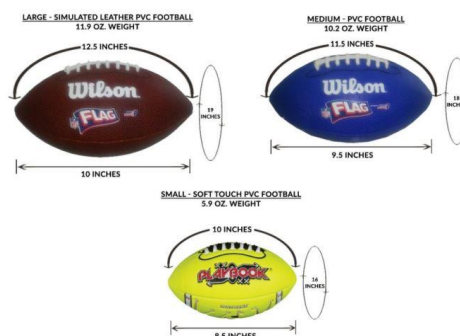 LARGE - SIMULATED LEATHER PVC FOOTBALL
11.9 OZ. WEIGHT
12.5 INCHES
Wilson
FLAG
19
INCHES
10 INCHES
MEDIUM - PVC FOOTBALL
10.2 OZ. WEIGHT
11.5 INCHES
Wilson
FLAG
18
9.5 INCHES
SMALL - SOFT TOUCH PVC FOOTBALL
5.9 OZ. WEIGHT
10 INCHES
PLAYBOOK
16
INCHES
8.5 INCHES